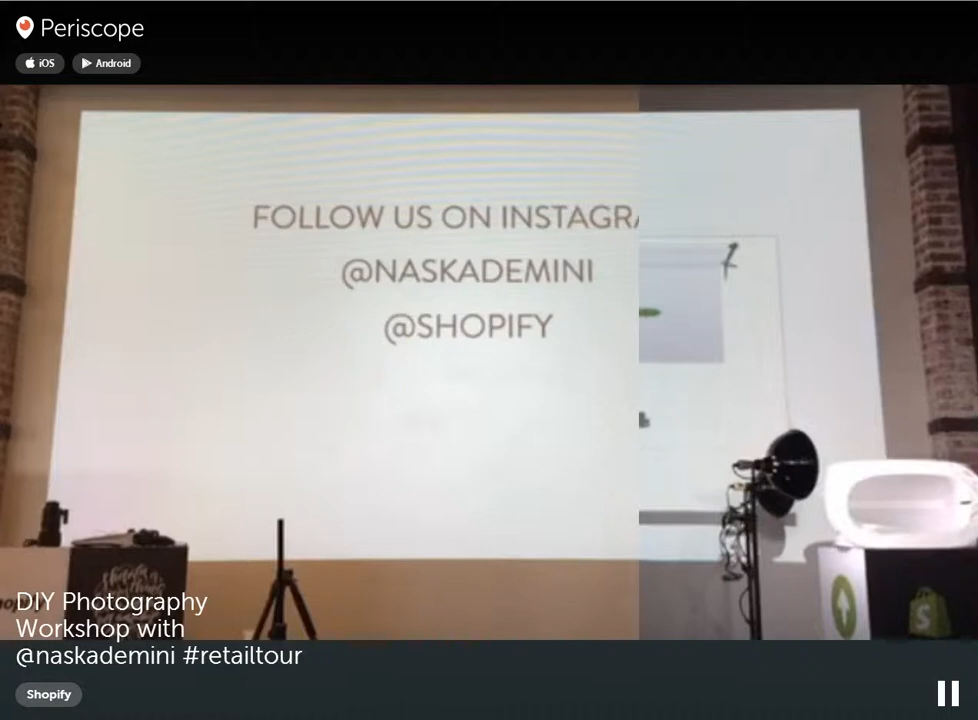 Periscope
iOS
Android
FOLLOW US ON INSTAGRA
@NASKADEMINI
@SHOPIFY
DIY Photography
Workshop with
@naskademini #retailtour
Shopify